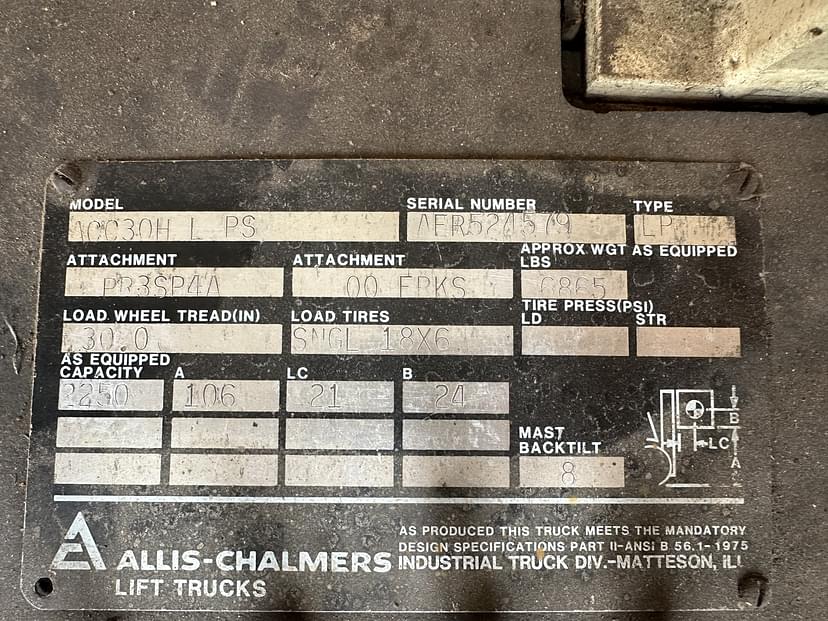 MODEL SERIAL NUMBER TYPE
ACC30H L PS LP
APPROX WGT AS EQUIPPED
ATTACHMENT ATTACHMENT LBS
PR3SP4A 00 FRKS 6865
TIRE PRESS(PSI)
LOAD WHEEL TREAD(IN) LOAD TIRES LD STR
30.0 SNGL 18X6
AS EQUIPPED
CAPACITY A LC B
2250 106 21 24
B
LC
A
MAST
BACKTILT
8
AS PRODUCED THIS TRUCK MEETS THE MANDATORY
DESIGN SPECIFICATIONS PART II-ANSI B 56.1-1975
ALLIS-CHALMERS INDUSTRIAL TRUCK DIV.-MATTESON, ILL
LIFT TRUCKS